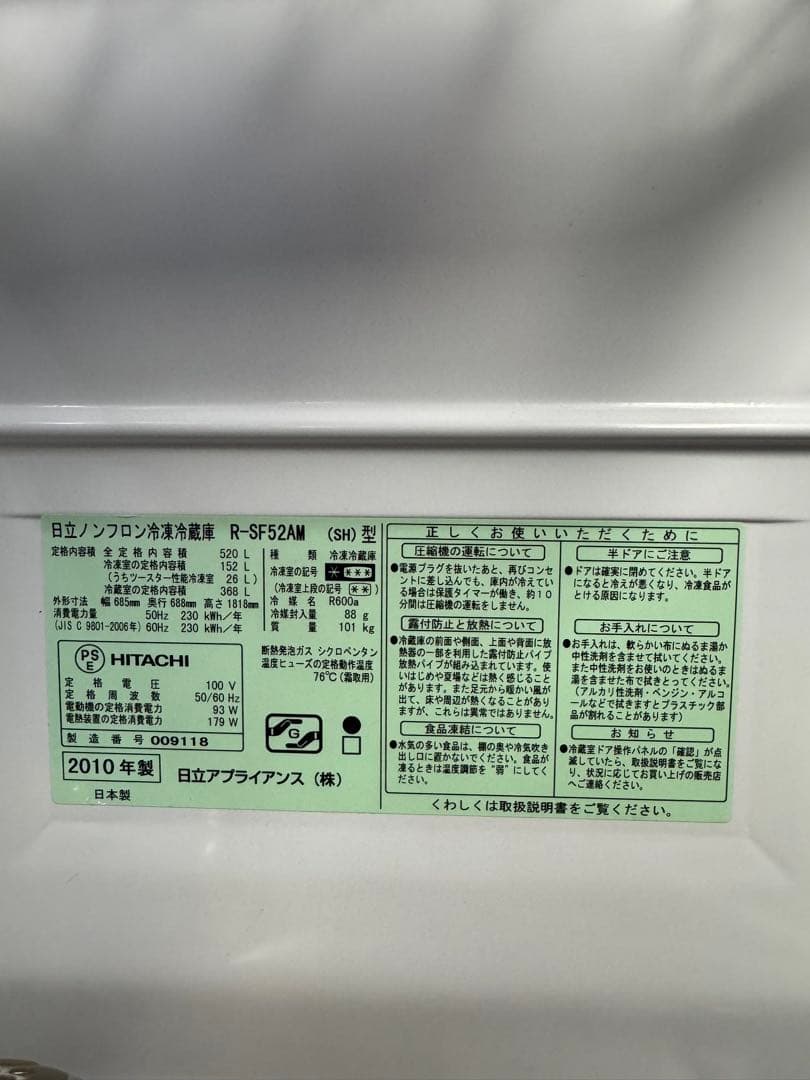 日立ノンフロン冷凍冷蔵庫 R-SF52AM (SH) 型
定格内容積 全定格内容積 520 L
冷凍室の定格内容積 152 L
(うちツースター性能冷凍室 26 L)
冷蔵室の定格内容積 368 L
外形寸法 幅 685mm 奥行 688mm 高さ 1818mm
消費電力量 50Hz 230 kWh/年
(JIS C 9801-2006年) 60Hz 230 kWh/年
種類 冷凍冷蔵庫
冷凍室の記号 * ***
(冷凍室上段の記号 **)
冷媒名 R600a
冷媒封入量 88 g
質量 101 kg
PSE HITACHI
定格電圧 100 V
定格周波数 50/60 Hz
電動機の定格消費電力 93 W
電熱装置の定格消費電力 179 W
製造番号 009118
断熱発泡ガス シクロペンタン
温度ヒューズの定格動作温度
76℃(霜取用)
G
2010年製
日立アプライアンス(株)
日本製
正しくお使いいただくために
圧縮機の運転について
●電源プラグを抜いたあと、再びコンセ
ントに差し込んでも、庫内が冷えてい
る場合は保護タイマーが働き、約10
分間は圧縮機の運転をしません。
露付防止と放熱について
●冷蔵庫の前面や側面、上面や背面に放
熱器の一部を利用した露付防止パイプ
放熱パイプが組み込まれています。使
いはじめや夏場などは熱く感じること
があります。また足元から暖かい風が
出て、床や周辺が熱くなることがあり
ますが、これらは異常ではありません。
食品凍結について
●水気の多い食品は、棚の奥や冷気吹き
出し口に置かないでください。食品が
凍るときは温度調節を“弱”にしてく
ださい。
半ドアにご注意
●ドアは確実に閉めてください。半ドア
になると冷えが悪くなり、冷凍食品が
とける原因になります。
お手入れについて
●お手入れは、軟らかい布にぬるま湯か
中性洗剤を含ませて拭いてください。
また中性洗剤をお使いのときはぬるま
湯を含ませた布で拭きとってください。
(アルカリ性洗剤・ベンジン・アルコ
ールなどで拭きますとプラスチック部
品が割れることがあります)
お知らせ
●冷蔵室ドア操作パネルの「確認」が点
滅していたら、取扱説明書をご覧にな
り、状況に応じてお買い上げの販売店
へご連絡ください。
くわしくは取扱説明書をご覧ください。